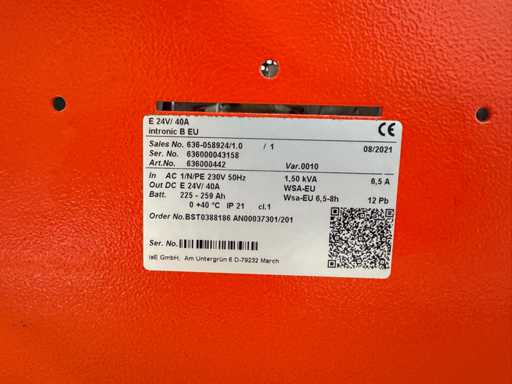 E 24V/ 40A
intronic B EU
CE
Sales No. 636-058924/1.0 / 1 08/2021
Ser. No. 636000043158
Art.No. 636000442 Var.0010
In AC 1/N/PE 230V 50Hz 1,50 kVA 6,5 A
Out DC E 24V/ 40A WSA-EU
Batt. 225 - 259 Ah Wsa-EU 6,5-8h 12 Pb
0 +40 °C IP 21 cl.1
Order No.BST0388186 AN00037301/201
Ser. No.
ieE GmbH, Am Untergrün 6 D-79232 March